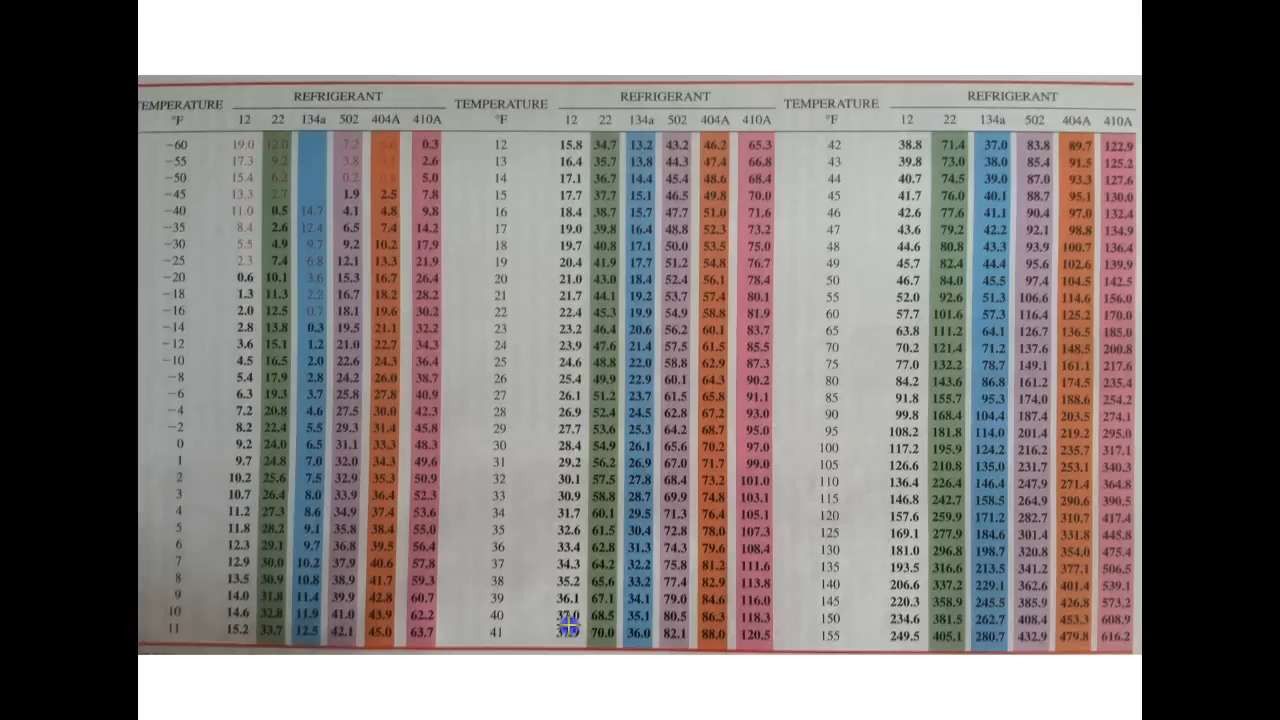 TEMPERATURE REFRIGERANT TEMPERATURE REFRIGERANT TEMPERATURE REFRIGERANT
°F 12 22 134a 502 404A 410A °F 12 22 134a 502 404A 410A °F 12 22 134a 502 404A 410A
−60 19.0 12.0 7.2 0.3 12 15.8 34.7 13.2 43.2 46.2 65.3 42 38.8 71.4 37.0 83.8 89.7 122.9
−55 17.3 9.2 3.8 2.6 13 16.4 35.7 13.8 44.3 47.4 66.8 43 39.8 73.0 38.0 85.4 91.5 125.2
−50 15.4 6.2 0.2 5.0 14 17.1 36.7 14.4 45.4 48.6 68.4 44 40.7 74.5 39.0 87.0 93.3 127.6
−45 13.3 2.7 1.9 2.5 7.8 15 17.7 37.7 15.1 46.5 49.8 70.0 45 41.7 76.0 40.1 88.7 95.1 130.0
−40 11.0 0.5 14.7 4.1 4.8 9.8 16 18.4 38.7 15.7 47.7 51.0 71.6 46 42.6 77.6 41.1 90.4 97.0 132.4
−35 8.4 2.6 12.4 6.5 7.4 14.2 17 19.0 39.8 16.4 48.8 52.3 73.2 47 43.6 79.2 42.2 92.1 98.8 134.9
−30 5.5 4.9 9.7 9.2 10.2 17.9 18 19.7 40.8 17.1 50.0 53.5 75.0 48 44.6 80.8 43.3 93.9 100.7 136.4
−25 2.3 7.4 6.8 12.1 13.3 21.9 19 20.4 41.9 17.7 51.2 54.8 76.7 49 45.7 82.4 44.4 95.6 102.6 139.9
−20 0.6 10.1 3.6 15.3 16.7 26.4 20 21.0 43.0 18.4 52.4 56.1 78.4 50 46.7 84.0 45.5 97.4 104.5 142.5
−18 1.3 11.3 2.2 16.7 18.2 28.2 21 21.7 44.1 19.2 53.7 57.4 80.1 55 52.0 92.6 51.3 106.6 114.6 156.0
−16 2.0 12.5 0.7 18.1 19.6 30.2 22 22.4 45.3 19.9 54.9 58.8 81.9 60 57.7 101.6 57.3 116.4 125.2 170.0
−14 2.8 13.8 0.3 19.5 21.1 32.2 23 23.2 46.4 20.6 56.2 60.1 83.7 65 63.8 111.2 64.1 126.7 136.5 185.0
−12 3.6 15.1 1.2 21.0 22.7 34.3 24 23.9 47.6 21.4 57.5 61.5 85.5 70 70.2 121.4 71.2 137.6 148.5 200.8
−10 4.5 16.5 2.0 22.6 24.3 36.4 25 24.6 48.8 22.0 58.8 62.9 87.3 75 77.0 132.2 78.7 149.1 161.1 217.6
−8 5.4 17.9 2.8 24.2 26.0 38.7 26 25.4 49.9 22.9 60.1 64.3 90.2 80 84.2 143.6 86.8 161.2 174.5 235.4
−6 6.3 19.3 3.7 25.8 27.8 40.9 27 26.1 51.2 23.7 61.5 65.8 91.1 85 91.8 155.7 95.3 174.0 188.6 254.2
−4 7.2 20.8 4.6 27.5 30.0 42.3 28 26.9 52.4 24.5 62.8 67.2 93.0 90 99.8 168.4 104.4 187.4 203.5 274.1
−2 8.2 22.4 5.5 29.3 31.4 45.8 29 27.7 53.6 25.3 64.2 68.7 95.0 95 108.2 181.8 114.0 201.4 219.2 295.0
0 9.2 24.0 6.5 31.1 33.3 48.3 30 28.4 54.9 26.1 65.6 70.2 97.0 100 117.2 195.9 124.2 216.2 235.7 317.1
1 9.7 24.8 7.0 32.0 34.3 49.6 31 29.2 56.2 26.9 67.0 71.7 99.0 105 126.6 210.8 135.0 231.7 253.1 340.3
2 10.2 25.6 7.5 32.9 35.3 50.9 32 30.1 57.5 27.8 68.4 73.2 101.0 110 136.4 226.4 146.4 247.9 271.4 364.8
3 10.7 26.4 8.0 33.9 36.4 52.3 33 30.9 58.8 28.7 69.9 74.8 103.1 115 146.8 242.7 158.5 264.9 290.6 390.5
4 11.2 27.3 8.6 34.9 37.4 53.6 34 31.7 60.1 29.5 71.3 76.4 105.1 120 157.6 259.9 171.2 282.7 310.7 417.4
5 11.8 28.2 9.1 35.8 38.4 55.0 35 32.6 61.5 30.4 72.8 78.0 107.3 125 169.1 277.9 184.6 301.4 331.8 445.8
6 12.3 29.1 9.7 36.8 39.5 56.4 36 33.4 62.8 31.3 74.3 79.6 108.4 130 181.0 296.8 198.7 320.8 354.0 475.4
7 12.9 30.0 10.2 37.9 40.6 57.8 37 34.3 64.2 32.2 75.8 81.2 111.6 135 193.5 316.6 213.5 341.2 377.1 506.5
8 13.5 30.9 10.8 38.9 41.7 59.3 38 35.2 65.6 33.2 77.4 82.9 113.8 140 206.6 337.2 229.1 362.6 401.4 539.1
9 14.0 31.8 11.4 39.9 42.8 60.7 39 36.1 67.1 34.1 79.0 84.6 116.0 145 220.3 358.9 245.5 385.9 426.8 573.2
10 14.6 32.8 11.9 41.0 43.9 62.2 40 37.0 68.5 35.1 80.5 86.3 118.3 150 234.6 381.5 262.7 408.4 453.3 608.9
11 15.2 33.7 12.5 42.1 45.0 63.7 41 70.0 36.0 82.1 88.0 120.5 155 249.5 405.1 280.7 432.9 479.8 616.2